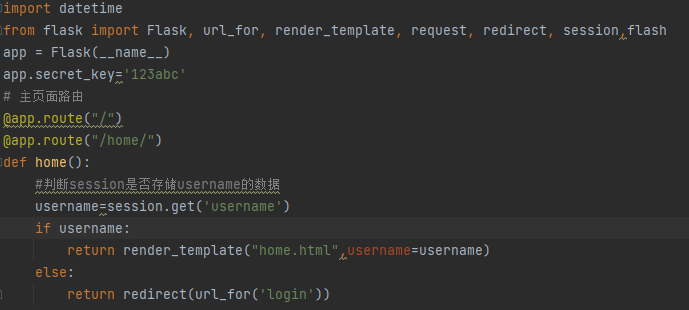 import datetime
from flask import Flask, url_for, render_template, request, redirect, session,flash
app = Flask(__name__)
app.secret_key='123abc'
# 主页面路由
@app.route("/")
@app.route("/home/")
def home():
    #判断session是否存储username的数据
    username=session.get('username')
    if username:
        return render_template("home.html",username=username)
    else:
        return redirect(url_for('login'))